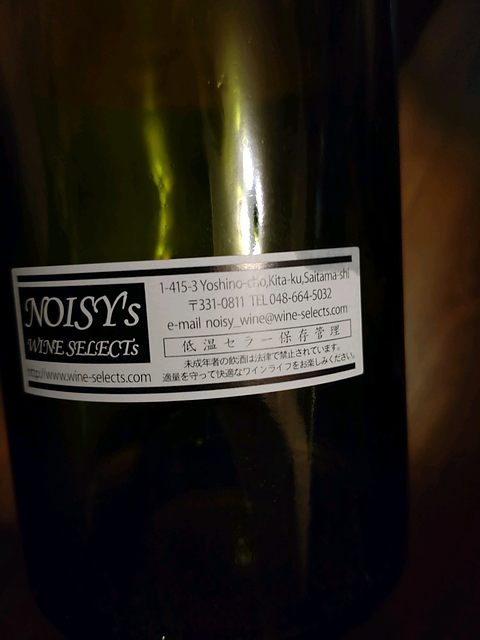 NOISY's
WINE SELECTs
http://www.wine-selects.com
1-415-3 Yoshino-cho,Kita-ku,Saitama-shi
〒331-0811 TEL 048-664-5032
e-mail noisy_wine@wine-selects.com
低温セラー保存管理
未成年者の飲酒は法律で禁止されています。
適量を守って快適なワインライフをお楽しみください。